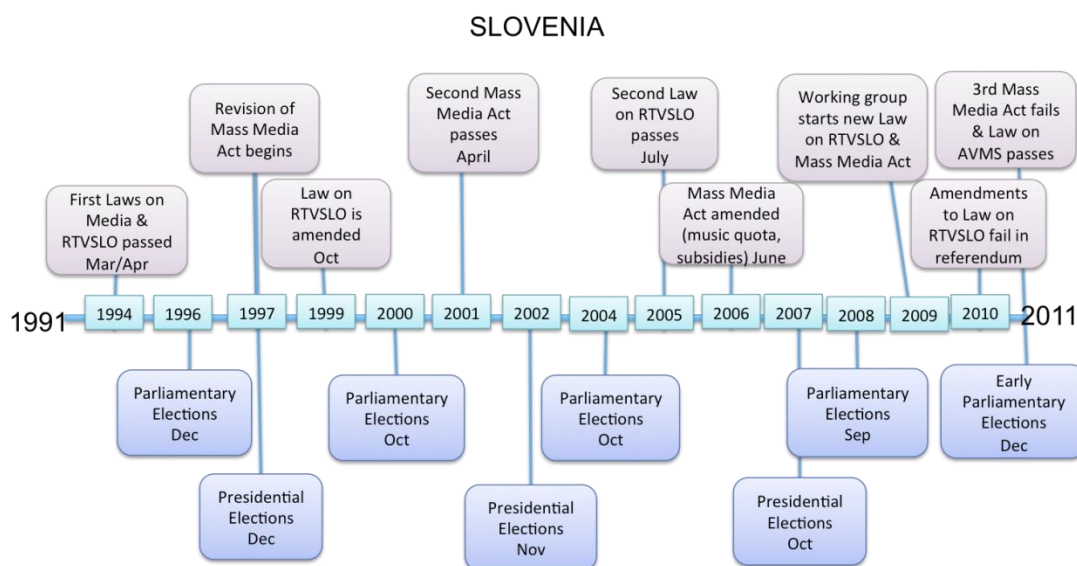 SLOVENIA
Revision of
Mass Media
Act begins
Second Mass
Media Act
passes
April
Second Law
on RTVSLO
passes
July
Working group
starts new Law
on RTVSLO &
Mass Media Act
3rd Mass
Media Act fails
& Law on
AVMS passes
First Laws on
Media &
RTVSLO passed
Mar/Apr
Law on
RTVSLO is
amended
Oct
Mass Media
Act amended
(music quota,
subsidies) June
Amendments
to Law on
RTVSLO fail in
referendum
1991
1994
1996
1997
1999
2000
2001
2002
2004
2005
2006
2007
2008
2009
2010
2011
Parliamentary
Elections
Dec
Parliamentary
Elections
Oct
Parliamentary
Elections
Oct
Parliamentary
Elections
Sep
Early
Parliamentary
Elections
Dec
Presidential
Elections
Dec
Presidential
Elections
Nov
Presidential
Elections
Oct